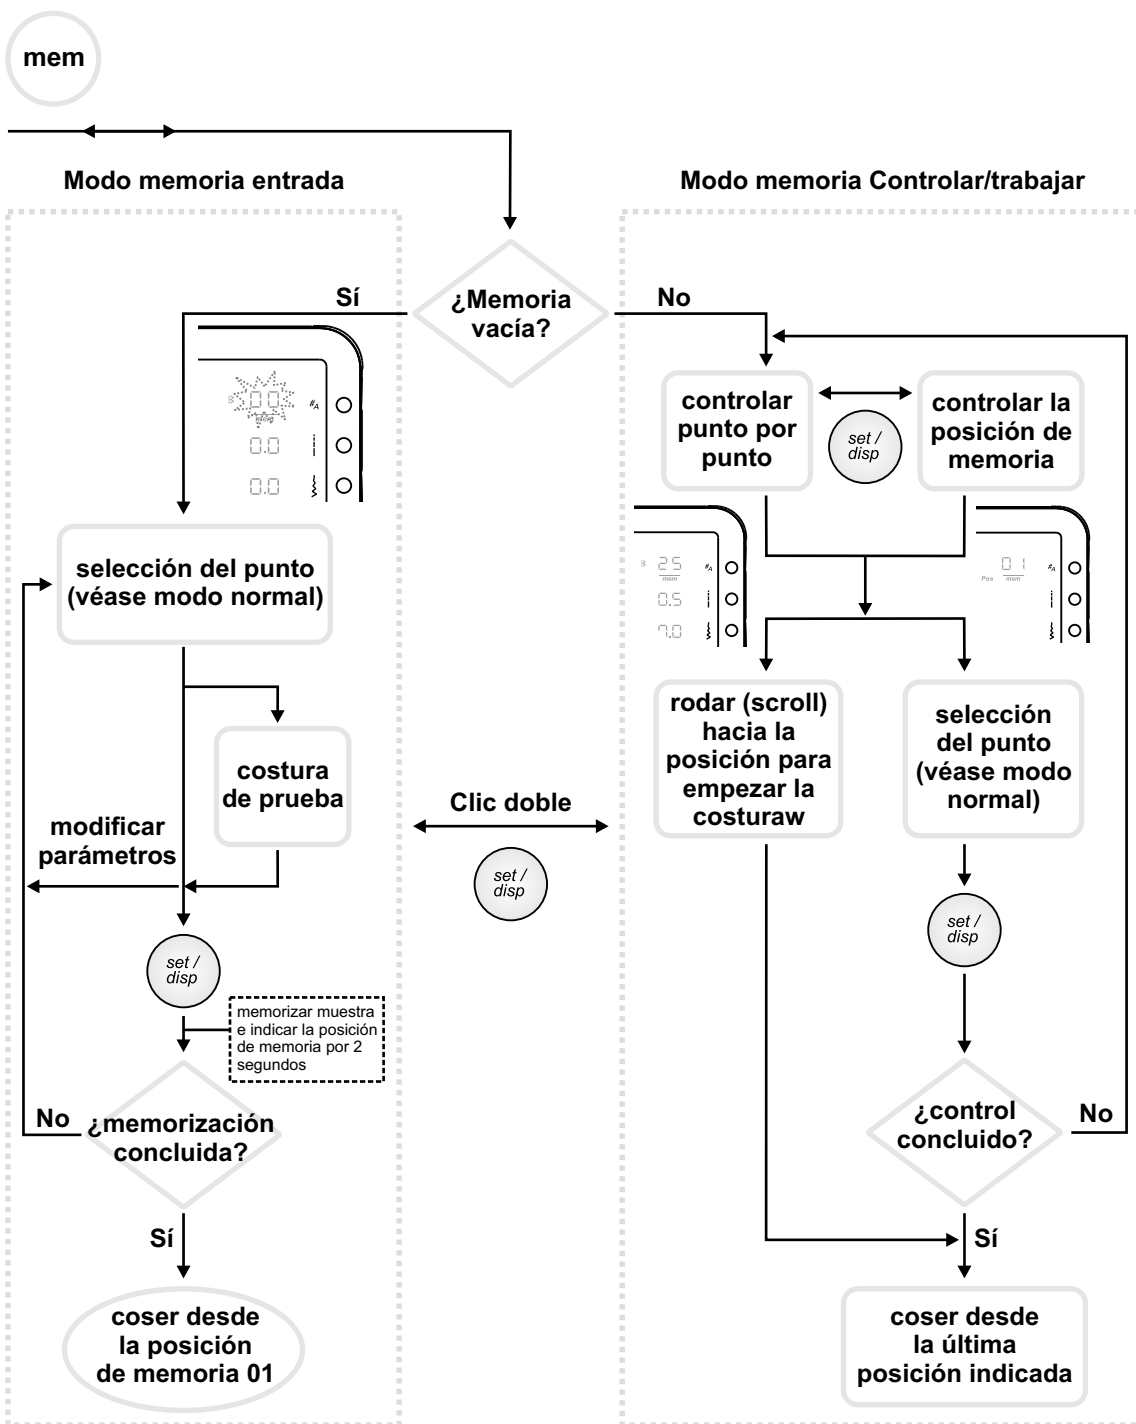 mem
Modo memoria entrada
Modo memoria Controlar/trabajar
¿Memoria
vacía?
Sí
No
00
mem
#A
0.0
0.0
selección del punto
(véase modo normal)
costura
de prueba
modificar
parámetros
set /
disp
memorizar muestra
e indicar la posición
de memoria por 2
segundos
¿memorización
concluida?
No
Sí
coser desde
la posición
de memoria 01
Clic doble
set /
disp
controlar
punto por
punto
set /
disp
controlar la
posición de
memoria
B 25 #A
mem
0.5
7.0
01 #A
Pos mem
rodar (scroll)
hacia la
posición para
empezar la
costuraw
selección
del punto
(véase modo
normal)
set /
disp
¿control
concluido?
No
Sí
coser desde
la última
posición indicada